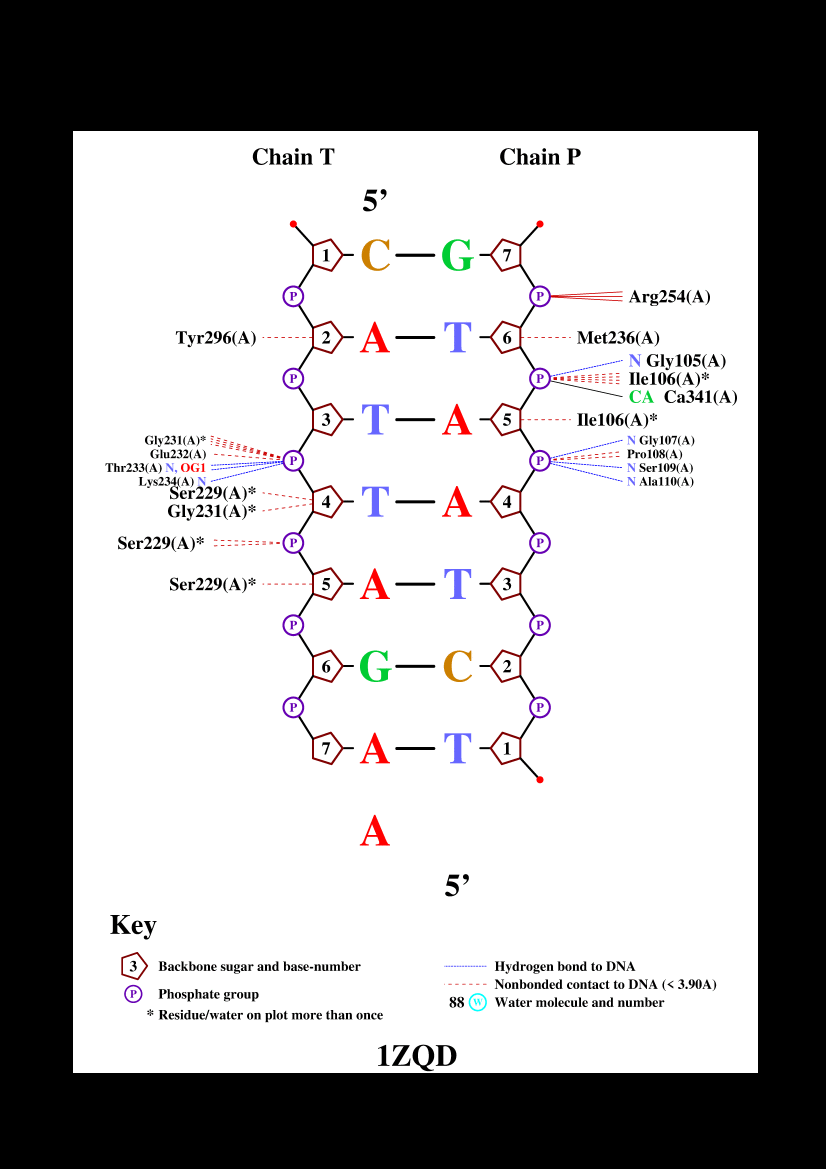 Chain T Chain P
5’
1 C G 7
P P Arg254(A)
Tyr296(A) 2 A T 6 Met236(A)
N Gly105(A)
P P Ile106(A)*
CA Ca341(A)
3 T A 5 Ile106(A)*
Gly231(A)* N Gly107(A)
Glu232(A) P P Pro108(A)
Thr233(A) N, OG1 N Ser109(A)
Lys234(A) N N Ala110(A)
Ser229(A)*
4 T A 4
Gly231(A)*
Ser229(A)* P P
Ser229(A)* 5 A T 3
P P
6 G C 2
P P
7 A T 1
A
5’
Key
3 Backbone sugar and base-number Hydrogen bond to DNA
Nonbonded contact to DNA (< 3.90A)
P Phosphate group 88 W Water molecule and number
* Residue/water on plot more than once
1ZQD